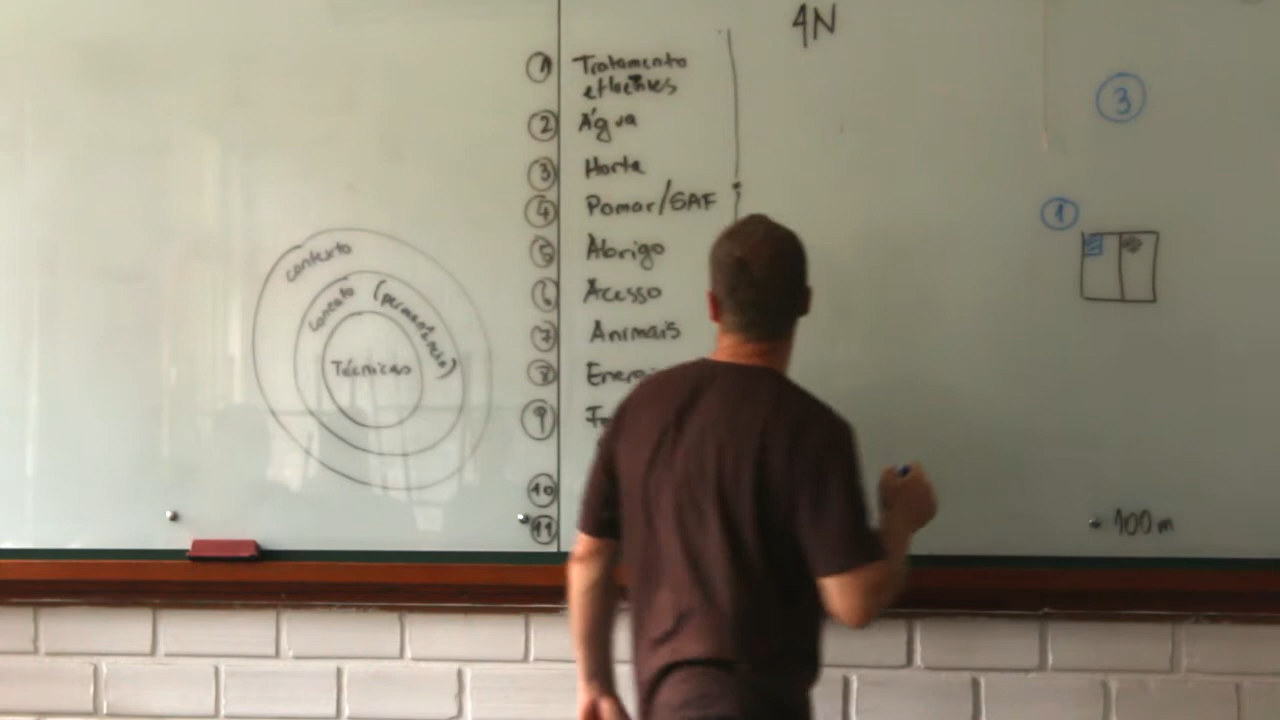 contexto
contato (permanência)
Técnicas
1 Tratamento
efluentes
2 Água
3 Horta
4 Pomar/SAF
5 Abrigo
6 Acesso
7 Animais
8
9
10
11
4N
3
1
100m